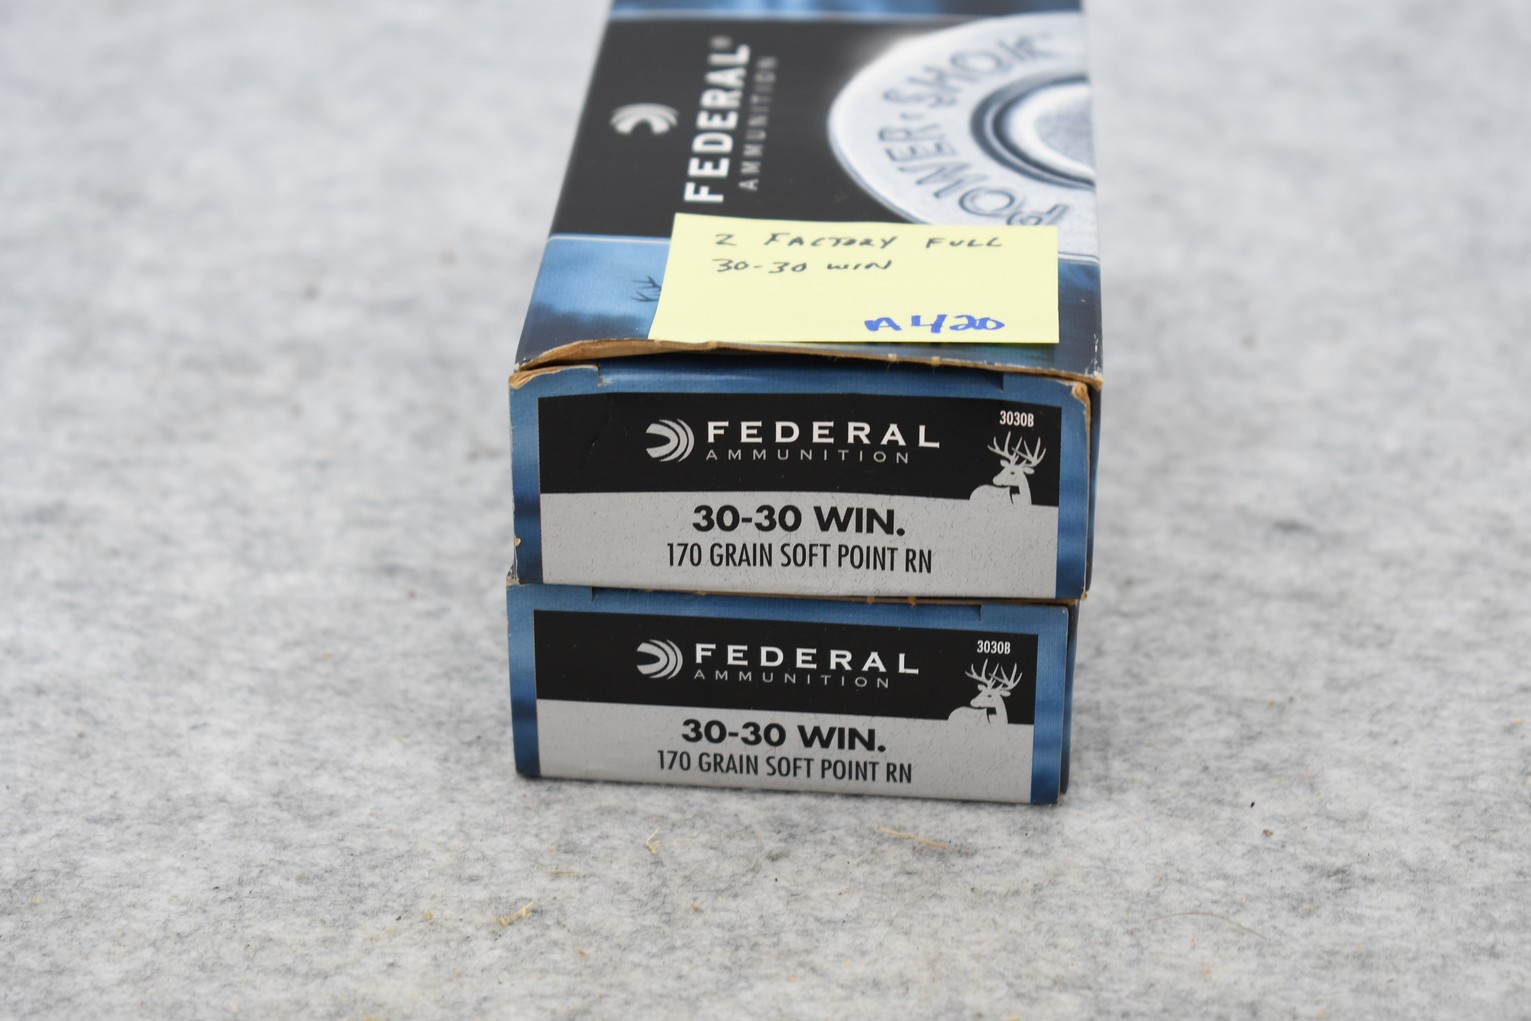 FEDERAL®
AMMUNITION
POWER·SHOK
2 FACTORY FULL
30-30 WIN
A420
3030B
FEDERAL
AMMUNITION
30-30 WIN.
170 GRAIN SOFT POINT RN
3030B
FEDERAL
AMMUNITION
30-30 WIN.
170 GRAIN SOFT POINT RN